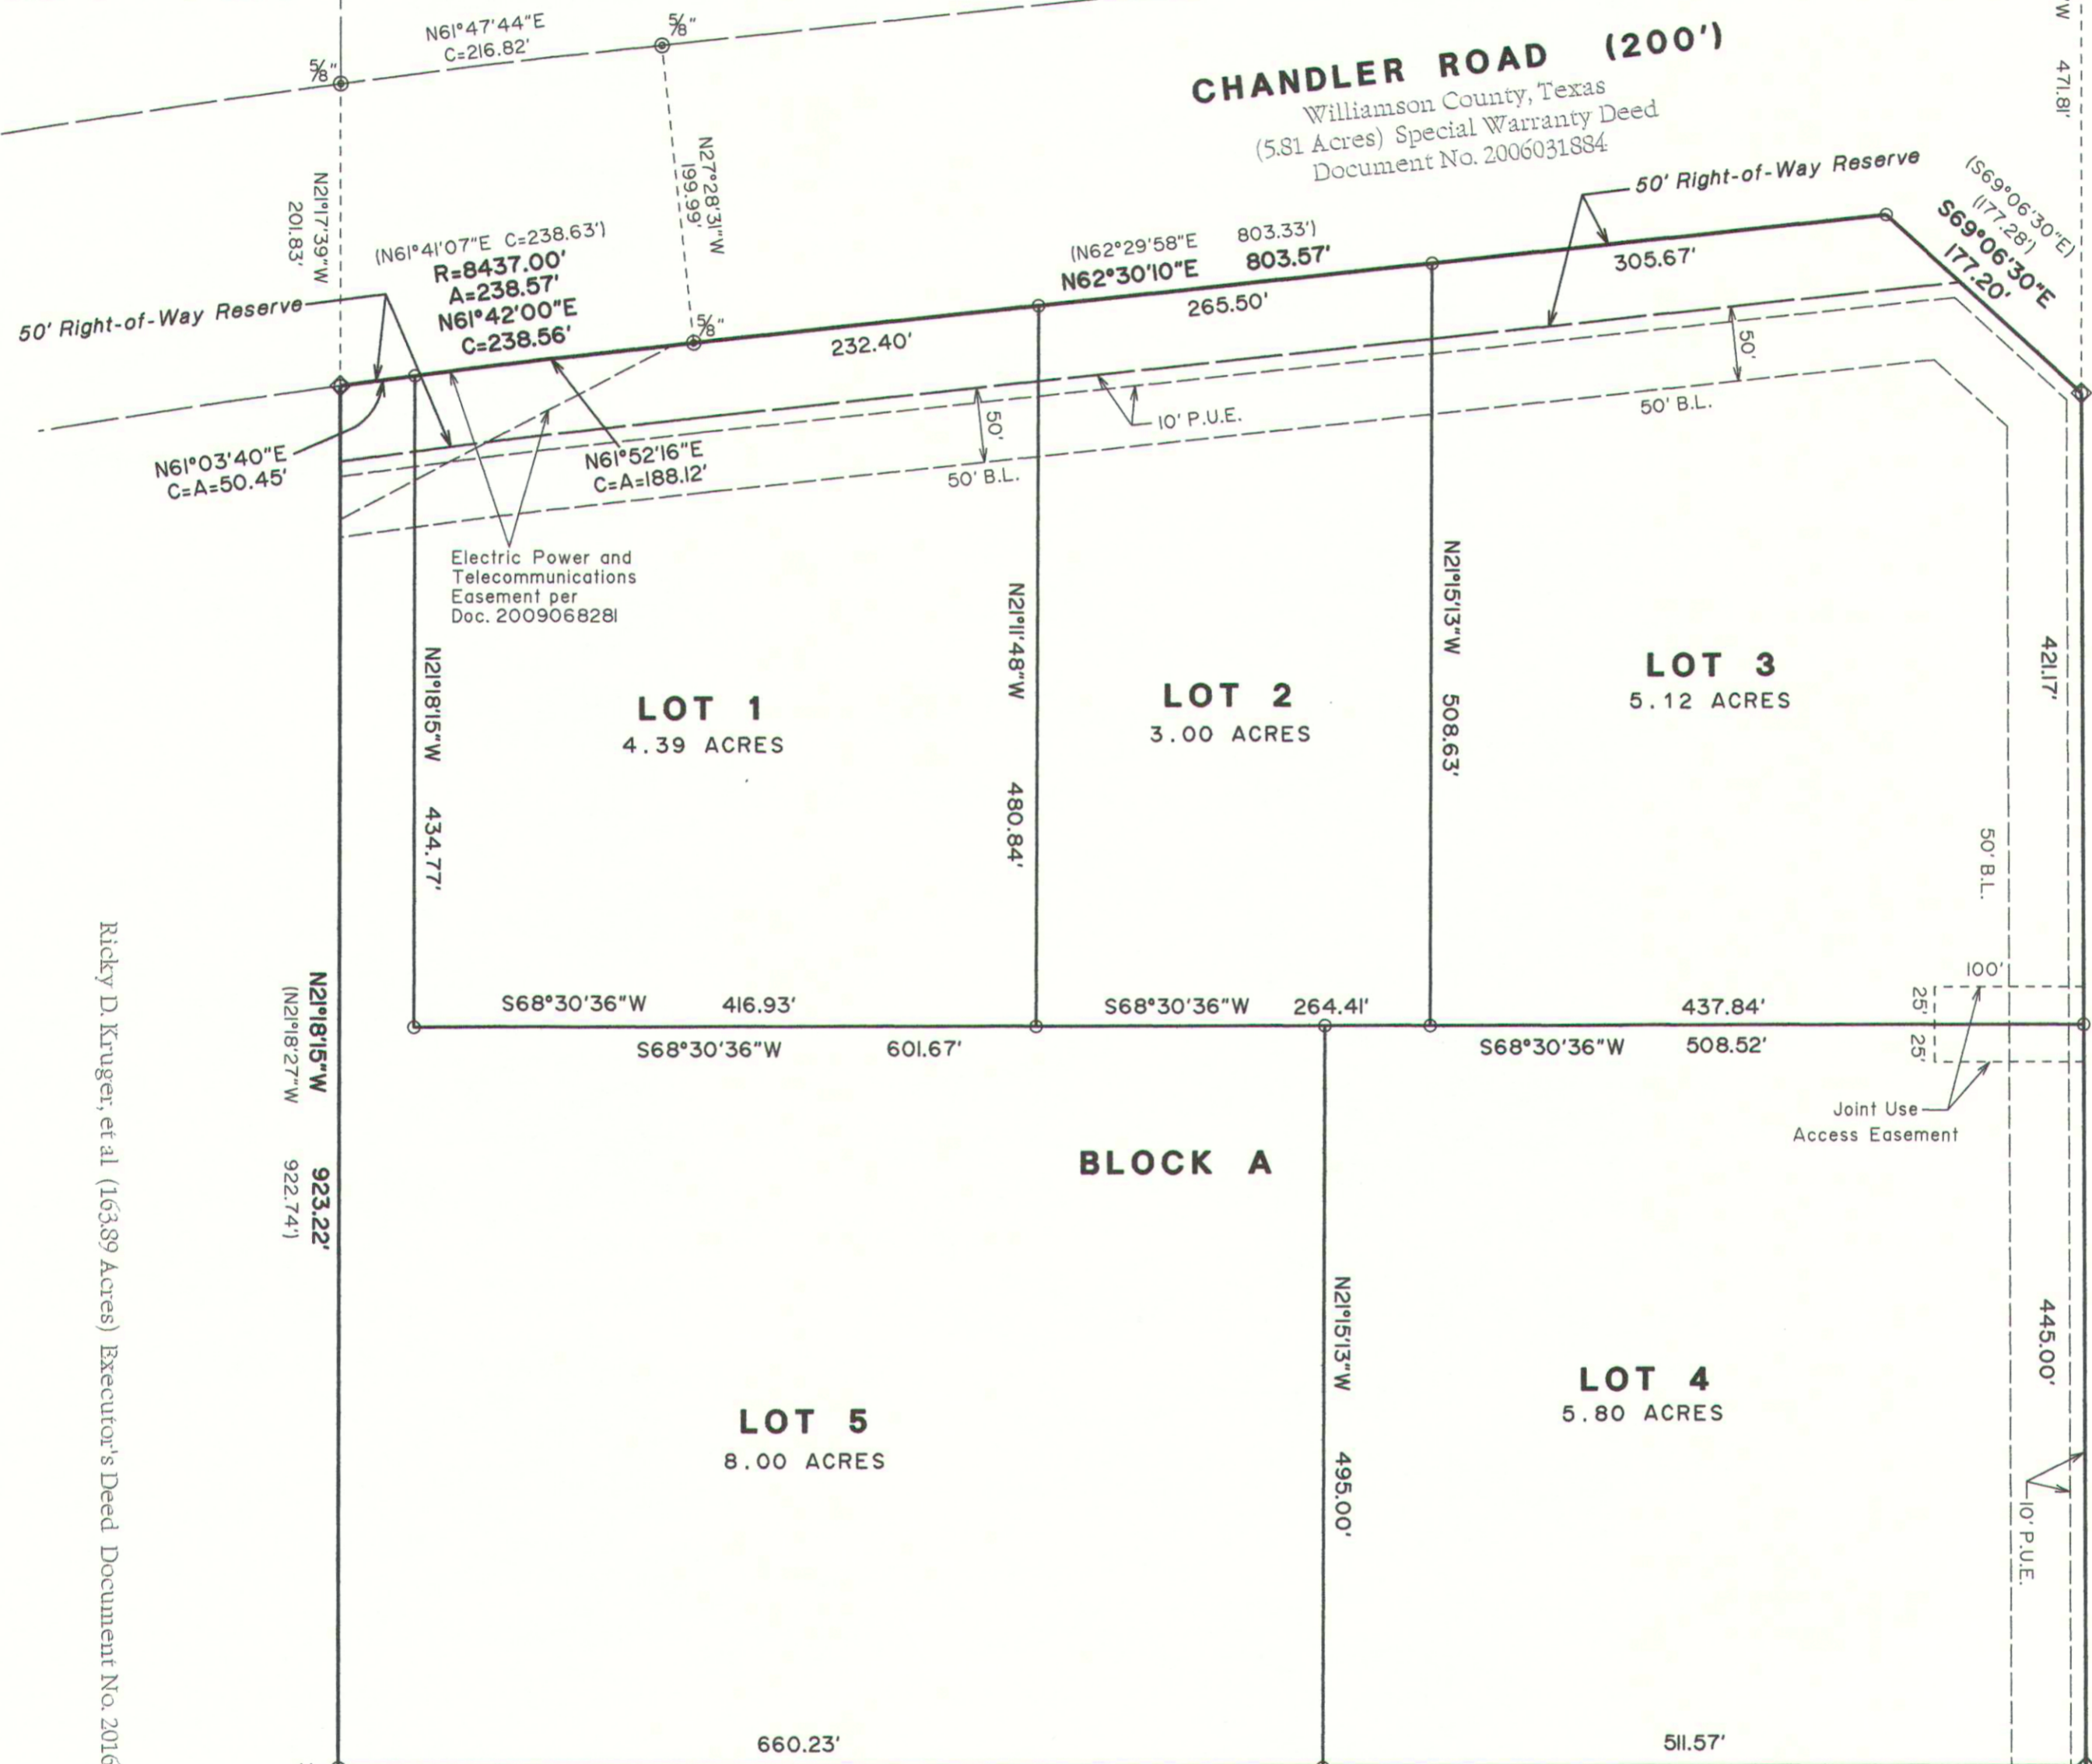 N61°47'44"E
C=216.82'
5/8"
5/8"
CHANDLER ROAD (200')
Williamson County, Texas
(5.81 Acres) Special Warranty Deed
Document No. 2006031884
W 471.81'
N21°17'39"W
201.83'
N27°28'31"W
199.99'
(N61°41'07"E C=238.63')
R=8437.00'
A=238.57'
N61°42'00"E
C=238.56'
50' Right-of-Way Reserve
5/8"
232.40'
(N62°29'58"E 803.33')
N62°30'10"E 803.57'
265.50'
50' Right-of-Way Reserve
305.67'
(S69°06'30"E)
(177.28')
S69°06'30"E
177.20'
N61°03'40"E
C=A=50.45'
N61°52'16"E
C=A=188.12'
50'
50' B.L.
10' P.U.E.
50'
50' B.L.
Electric Power and
Telecommunications
Easement per
Doc. 2009068281
N21°18'15"W 434.77'
LOT 1
4.39 ACRES
N21°11'48"W 480.84'
LOT 2
3.00 ACRES
N21°15'13"W 508.63'
LOT 3
5.12 ACRES
421.17'
50' B.L.
100'
25'
25'
S68°30'36"W 416.93'
S68°30'36"W 264.41'
437.84'
S68°30'36"W 601.67'
S68°30'36"W 508.52'
Joint Use
Access Easement
N21°18'15"W 923.22'
(N21°18'27"W 922.74')
Ricky D. Kruger, et al (163.89 Acres) Executor's Deed Document No. 2016
BLOCK A
N21°15'13"W 495.00'
LOT 5
8.00 ACRES
LOT 4
5.80 ACRES
445.00'
10' P.U.E.
660.23'
511.57'